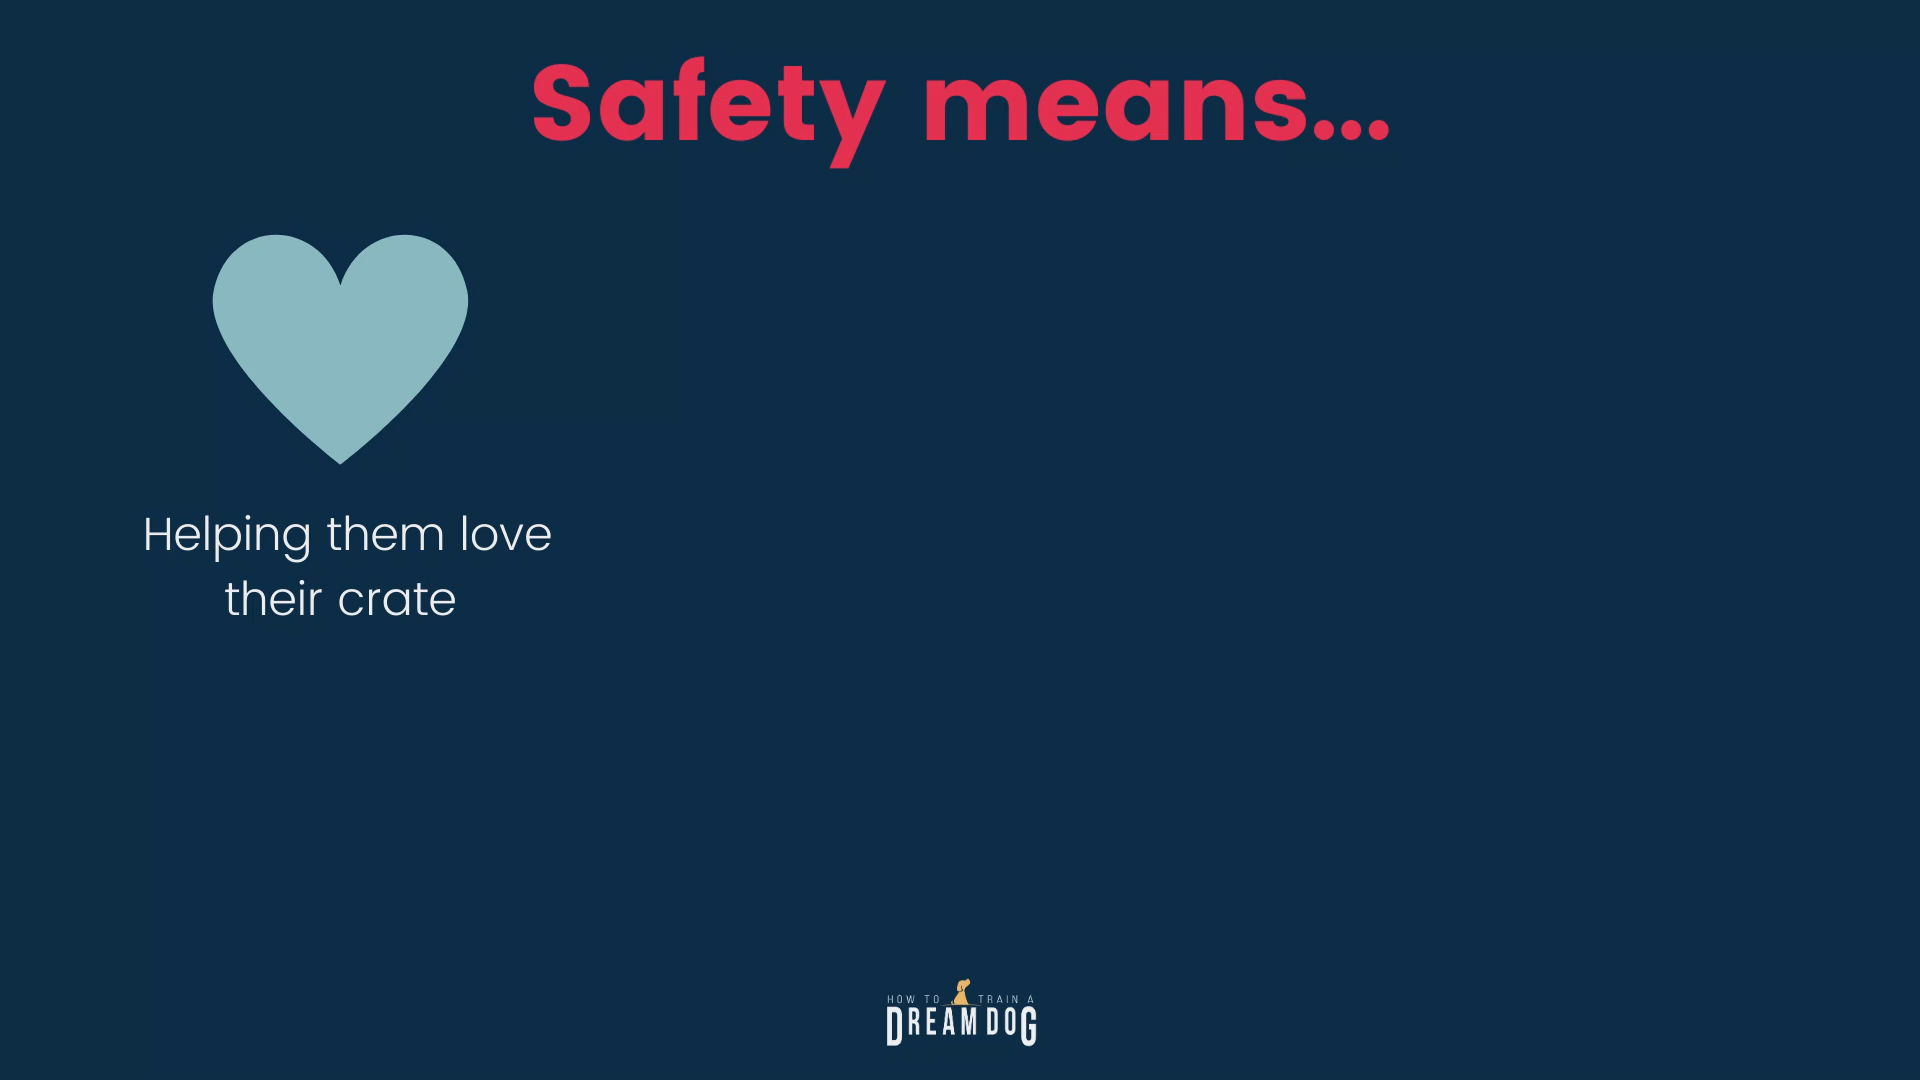 Safety means...
Helping them love
their crate
HOW TO TRAIN A
DREAM DOG